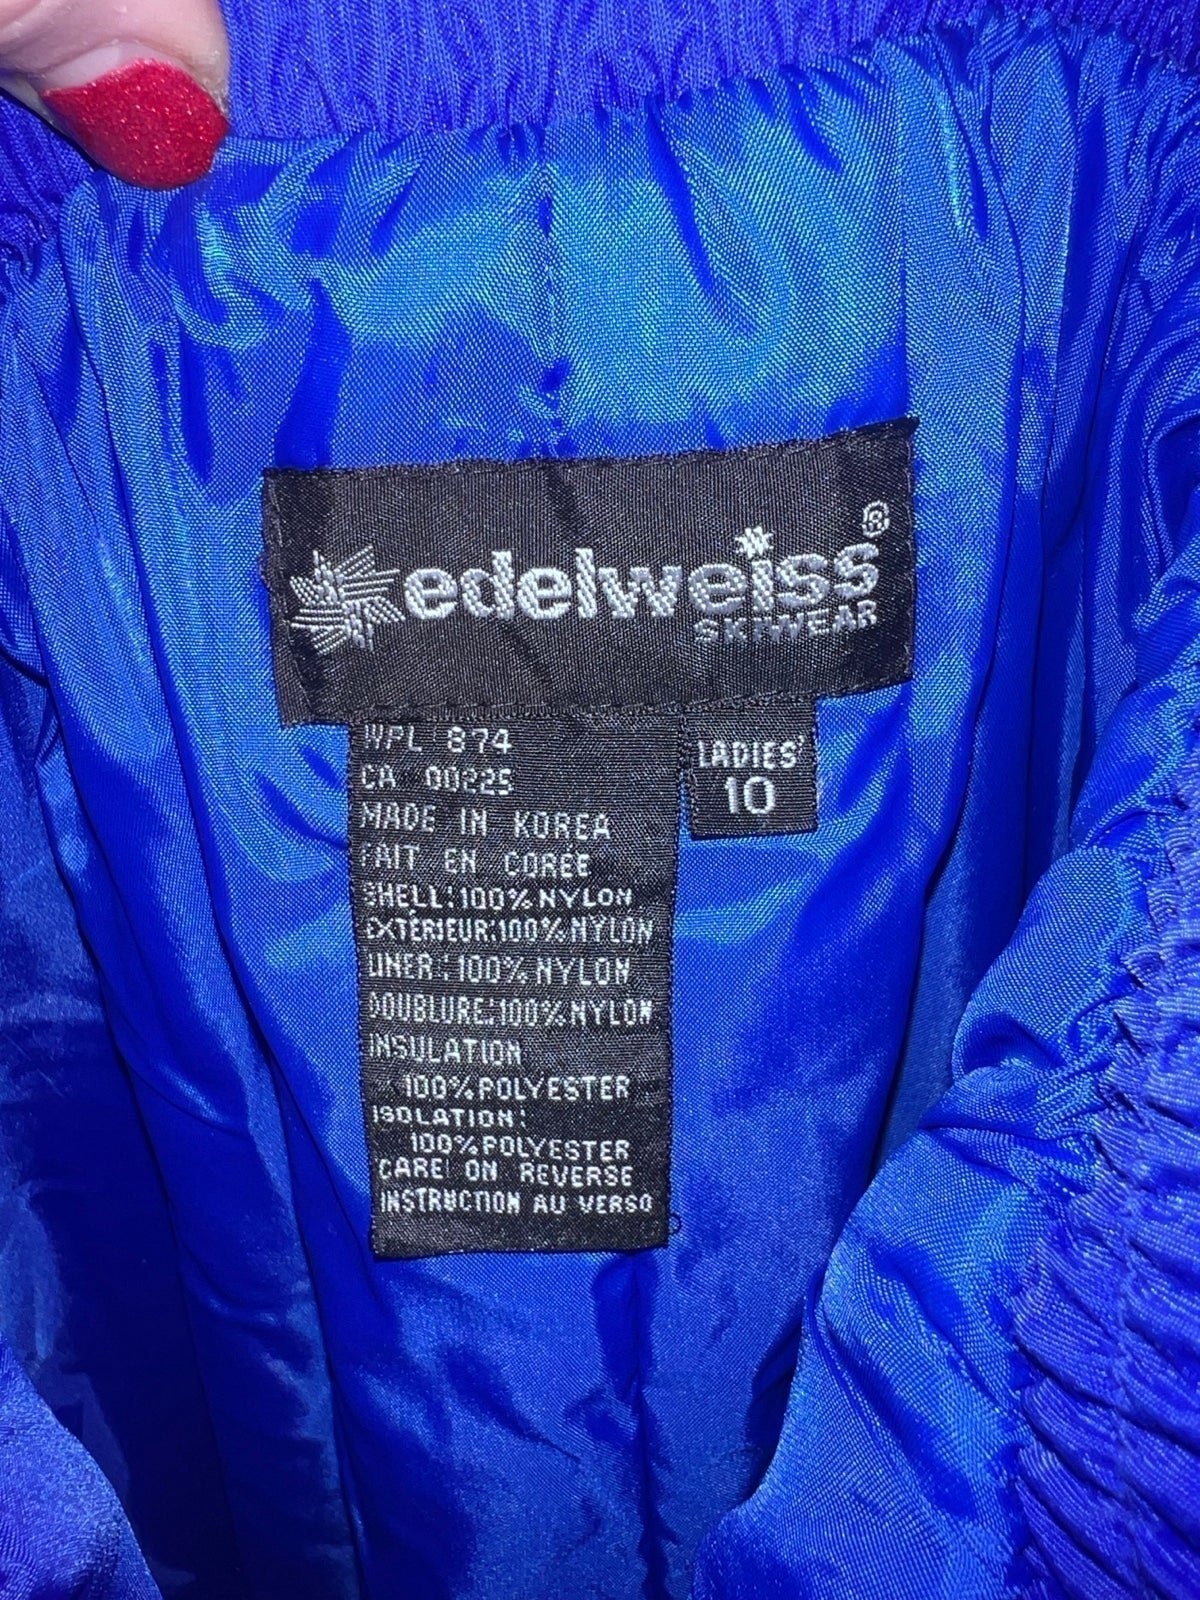 edelweiss®
SKIWEAR
WPL 874
CA 00225
MADE IN KOREA
FAIT EN CORÉE
SHELL:100% NYLON
EXTÉRIEUR:100% NYLON
LINER:100% NYLON
DOUBLURE:100% NYLON
INSULATION
100% POLYESTER
ISOLATION:
100% POLYESTER
CARE ON REVERSE
INSTRUCTION AU VERSO
LADIES'
10